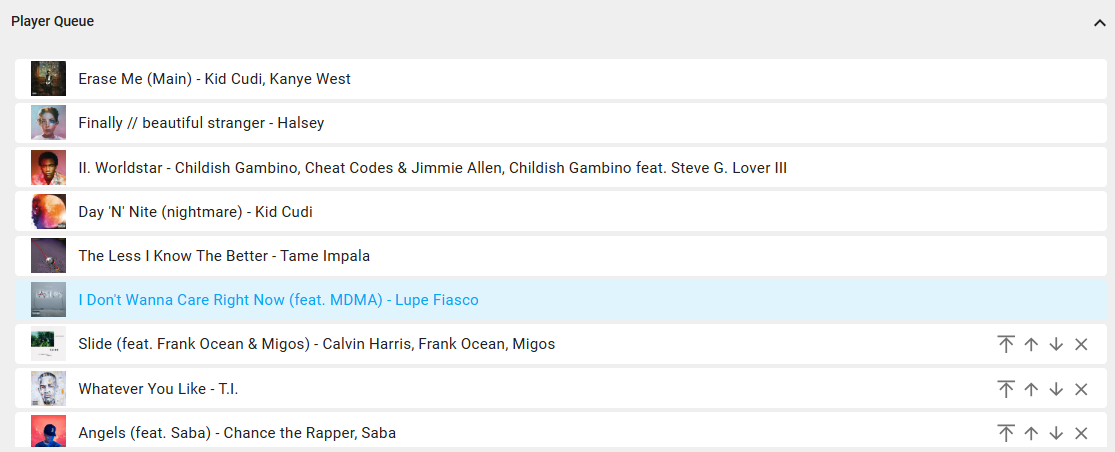 Player Queue
Erase Me (Main) - Kid Cudi, Kanye West
Finally // beautiful stranger - Halsey
II. Worldstar - Childish Gambino, Cheat Codes & Jimmie Allen, Childish Gambino feat. Steve G. Lover III
Day 'N' Nite (nightmare) - Kid Cudi
The Less I Know The Better - Tame Impala
I Don't Wanna Care Right Now (feat. MDMA) - Lupe Fiasco
Slide (feat. Frank Ocean & Migos) - Calvin Harris, Frank Ocean, Migos
Whatever You Like - T.I.
Angels (feat. Saba) - Chance the Rapper, Saba